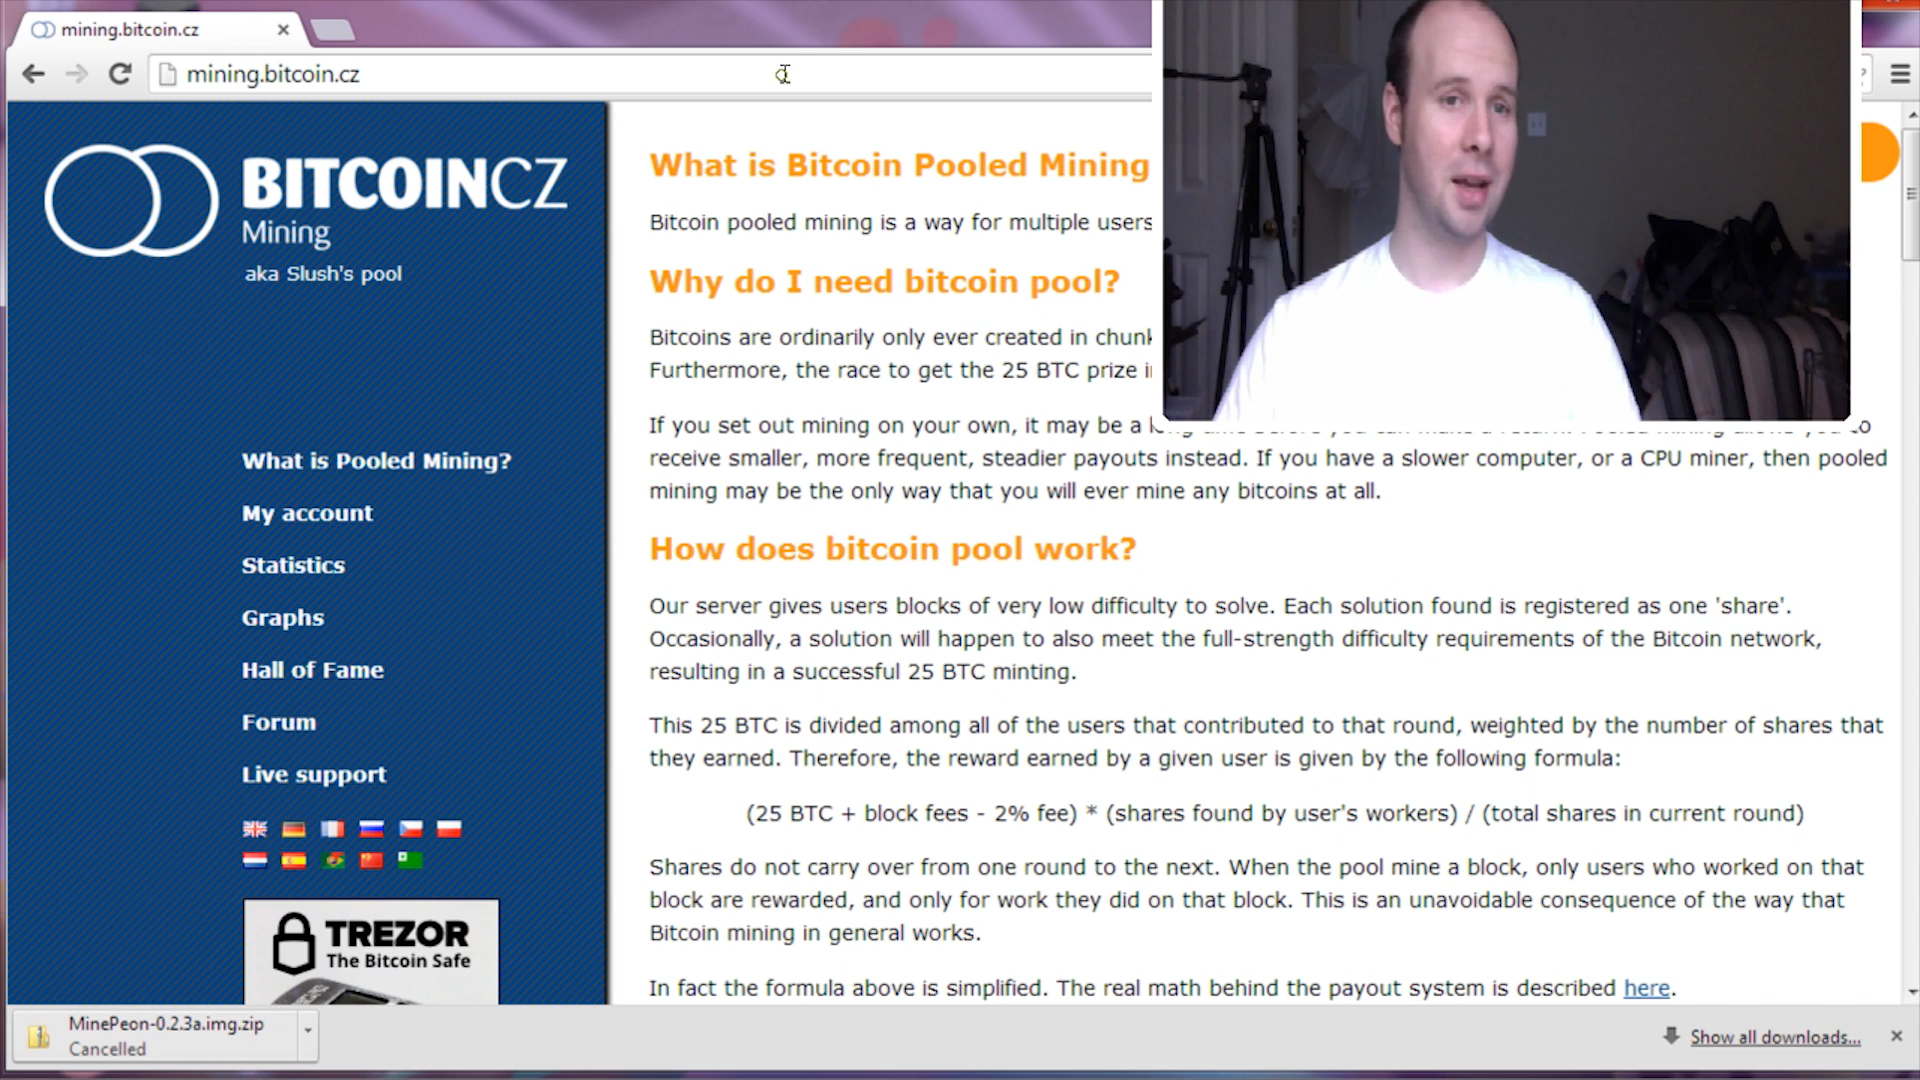 mining.bitcoin.cz
mining.bitcoin.cz
BITCOINCZ
Mining
aka Slush's pool
What is Pooled Mining?
My account
Statistics
Graphs
Hall of Fame
Forum
Live support
TREZOR
The Bitcoin Safe
What is Bitcoin Pooled Mining
Bitcoin pooled mining is a way for multiple users
Why do I need bitcoin pool?
Bitcoins are ordinarily only ever created in
Furthermore, the race to get the 25 BTC prize
If you set out mining on your own, it may be a
receive smaller, more frequent, steadier payouts instead. If you have a slower computer, or a CPU miner, then pooled
mining may be the only way that you will ever mine any bitcoins at all.
How does bitcoin pool work?
Our server gives users blocks of very low difficulty to solve. Each solution found is registered as one 'share'.
Occasionally, a solution will happen to also meet the full-strength difficulty requirements of the Bitcoin network,
resulting in a successful 25 BTC minting.
This 25 BTC is divided among all of the users that contributed to that round, weighted by the number of shares that
they earned. Therefore, the reward earned by a given user is given by the following formula:
(25 BTC + block fees - 2% fee) * (shares found by user's workers) / (total shares in current round)
Shares do not carry over from one round to the next. When the pool mine a block, only users who worked on that
block are rewarded, and only for work they did on that block. This is an unavoidable consequence of the way that
Bitcoin mining in general works.
In fact the formula above is simplified. The real math behind the payout system is described here.
MinePeon-0.2.3a.img.zip
Cancelled
Show all downloads...